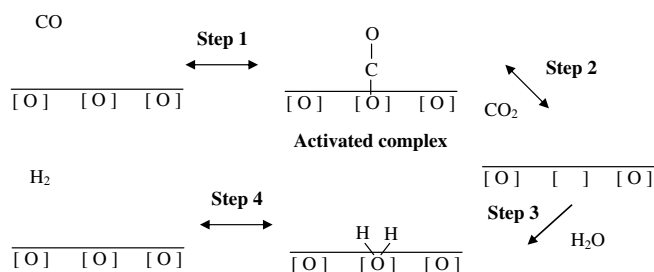 CO
Step 1
O
C
[ O ] [ O ] [ O ]
[ O ] [ O ] [ O ]
Activated complex
Step 2
CO₂
[ O ] [ ] [ O ]
Step 3
H₂O
H₂
Step 4
H H
[ O ] [ O ] [ O ]
[ O ] [ O ] [ O ]